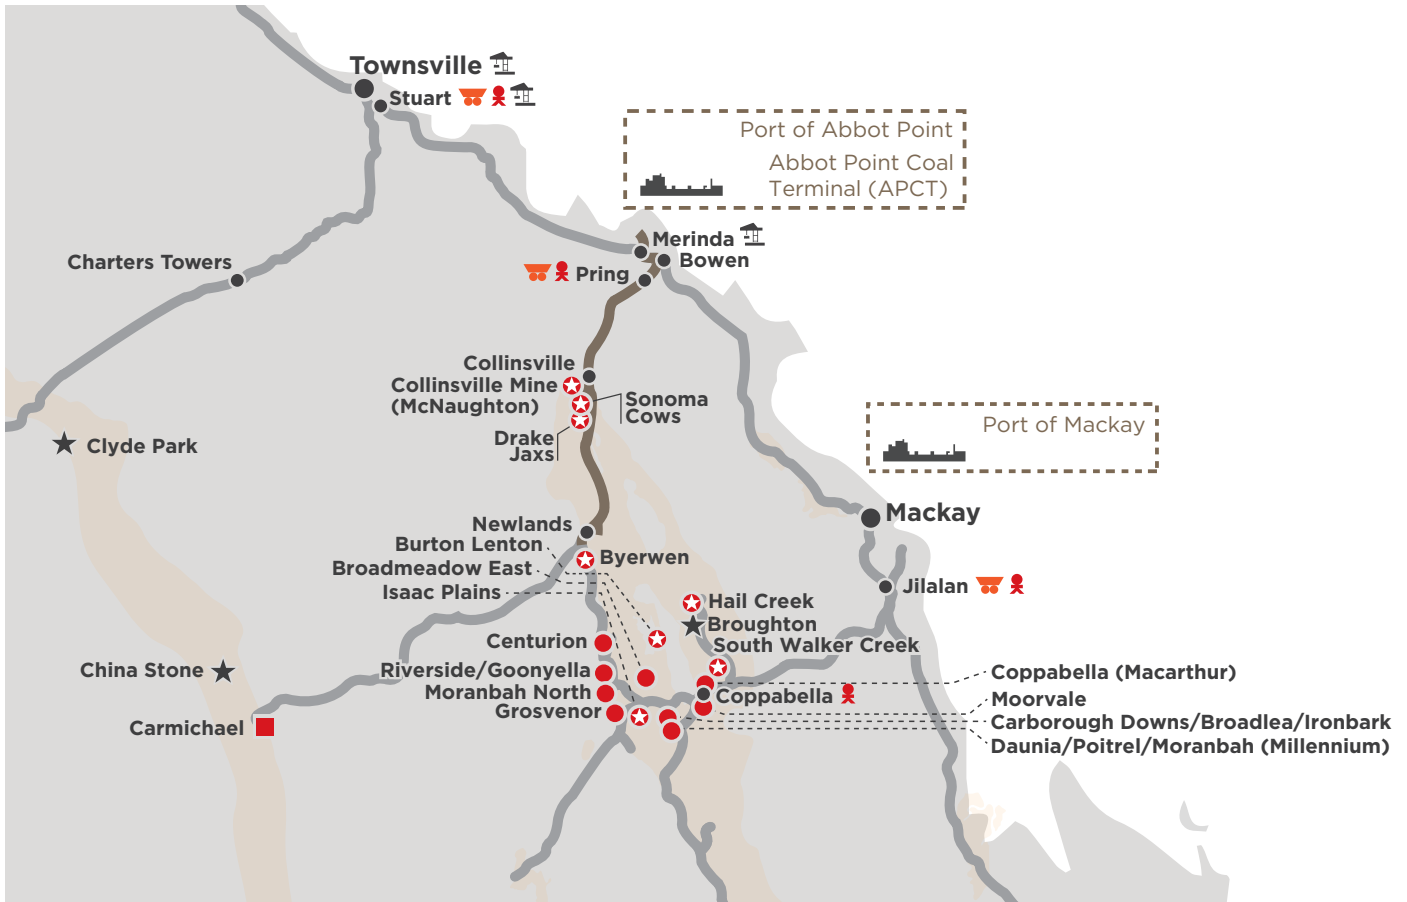 Townsville
Stuart
Port of Abbot Point
Abbot Point Coal
Terminal (APCT)
Merinda
Bowen
Charters Towers
Pring
Collinsville
Collinsville Mine
(McNaughton)
Sonoma
Cows
Drake
Jaxs
Port of Mackay
Clyde Park
Mackay
Newlands
Burton Lenton
Byerwen
Broadmeadow East
Isaac Plains
Jilalan
Hail Creek
Broughton
South Walker Creek
Centurion
Riverside/Goonyella
Moranbah North
Grosvenor
China Stone
Carmichael
Coppabella
Coppabella (Macarthur)
Moorvale
Carborough Downs/Broadlea/Ironbark
Daunia/Poitrel/Moranbah (Millennium)